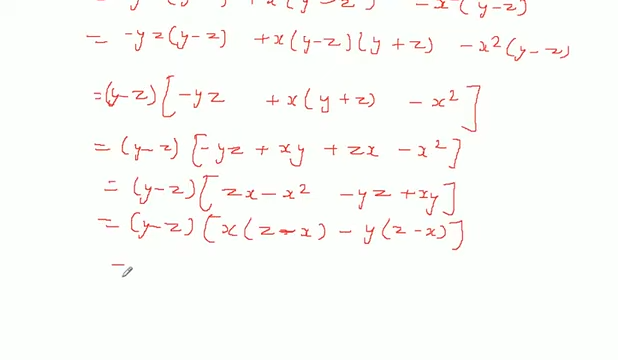 = -yz(y-z) + x(y-z)(y+z) - x²(y-z)
= (y-z)[-yz + x(y+z) - x²]
= (y-z)[-yz + xy + zx - x²]
= (y-z)[zx - x² - yz + xy]
= (y-z)[x(z-x) - y(z-x)]